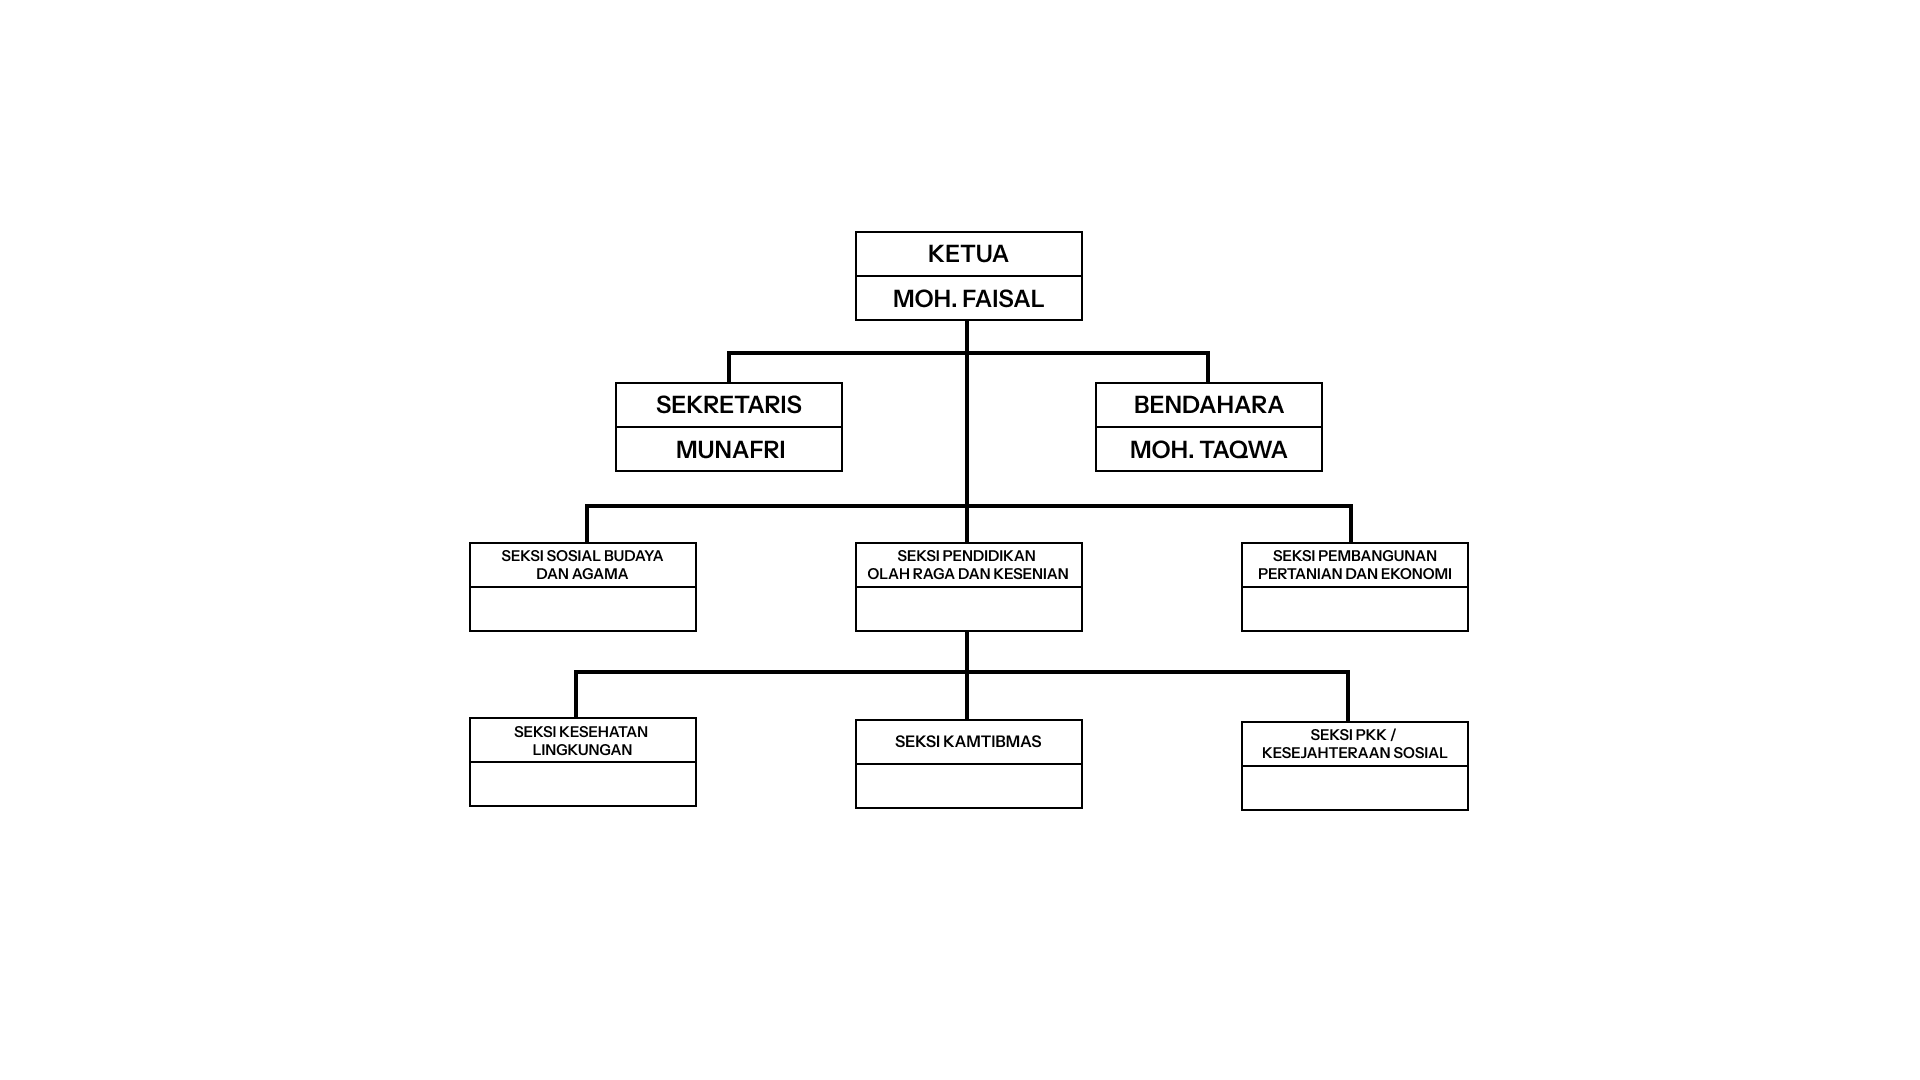 KETUA
MOH. FAISAL
SEKRETARIS
MUNAFRI
BENDAHARA
MOH. TAQWA
SEKSI SOSIAL BUDAYA
DAN AGAMA
SEKSI PENDIDIKAN
OLAH RAGA DAN KESENIAN
SEKSI PEMBANGUNAN
PERTANIAN DAN EKONOMI
SEKSI KESEHATAN
LINGKUNGAN
SEKSI KAMTIBMAS
SEKSI PKK /
KESEJAHTERAAN SOSIAL